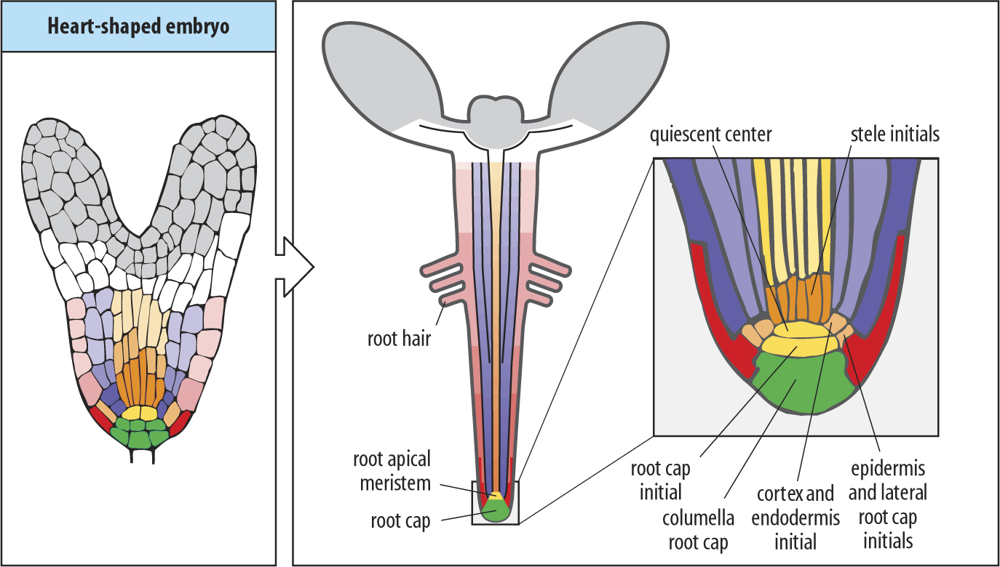 Heart-shaped embryo
quiescent center
stele initials
root hair
root apical
meristem
root cap
root cap
initial
columella
root cap
cortex and
endodermis
initial
epidermis
and lateral
root cap
initials